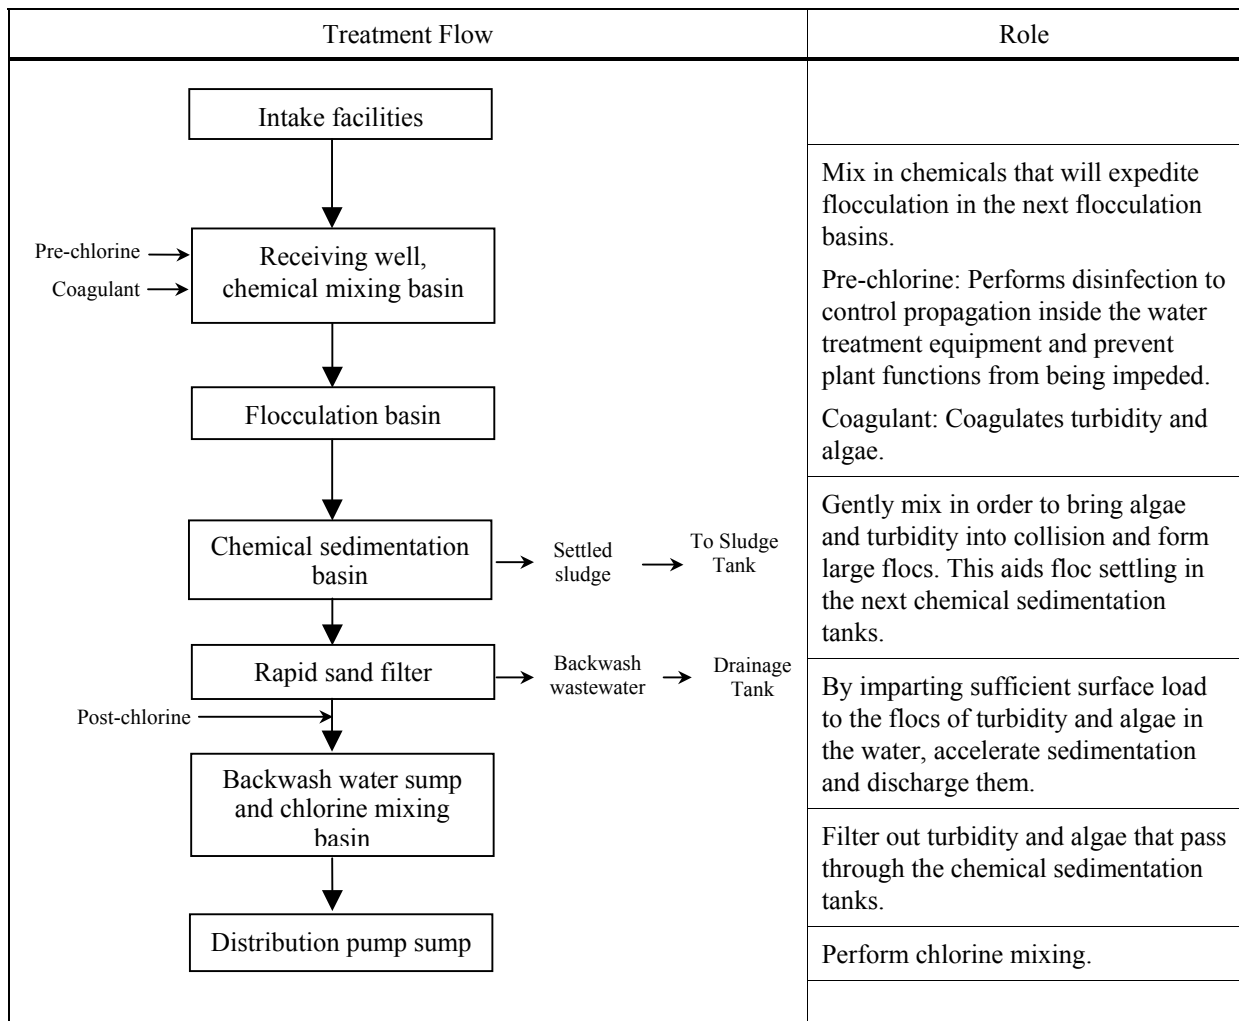 Treatment Flow
Role
Intake facilities
Pre-chlorine
Coagulant
Receiving well,
chemical mixing basin
Flocculation basin
Chemical sedimentation
basin
Settled
sludge
To Sludge
Tank
Rapid sand filter
Backwash
wastewater
Drainage
Tank
Post-chlorine
Backwash water sump
and chlorine mixing
basin
Distribution pump sump
Mix in chemicals that will expedite
flocculation in the next flocculation
basins.
Pre-chlorine: Performs disinfection to
control propagation inside the water
treatment equipment and prevent
plant functions from being impeded.
Coagulant: Coagulates turbidity and
algae.
Gently mix in order to bring algae
and turbidity into collision and form
large flocs. This aids floc settling in
the next chemical sedimentation
tanks.
By imparting sufficient surface load
to the flocs of turbidity and algae in
the water, accelerate sedimentation
and discharge them.
Filter out turbidity and algae that pass
through the chemical sedimentation
tanks.
Perform chlorine mixing.